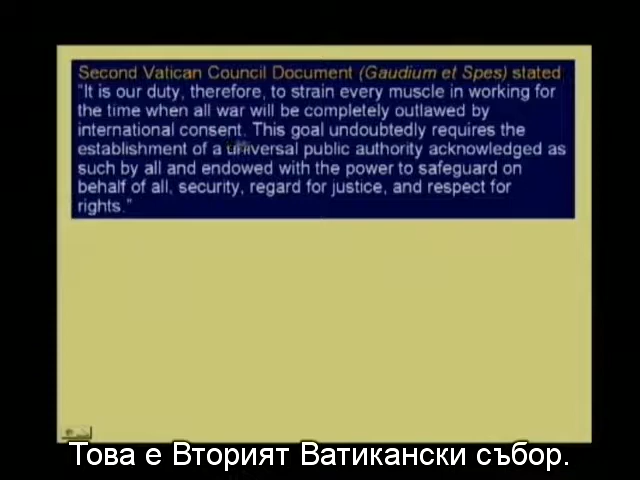 Second Vatican Council Document (Gaudium et Spes) stated
"It is our duty, therefore, to strain every muscle in working for
the time when all war will be completely outlawed by
international consent. This goal undoubtedly requires the
establishment of a universal public authority acknowledged as
such by all and endowed with the power to safeguard on
behalf of all, security, regard for justice, and respect for
rights."
Това е Вторият Ватикански събор.